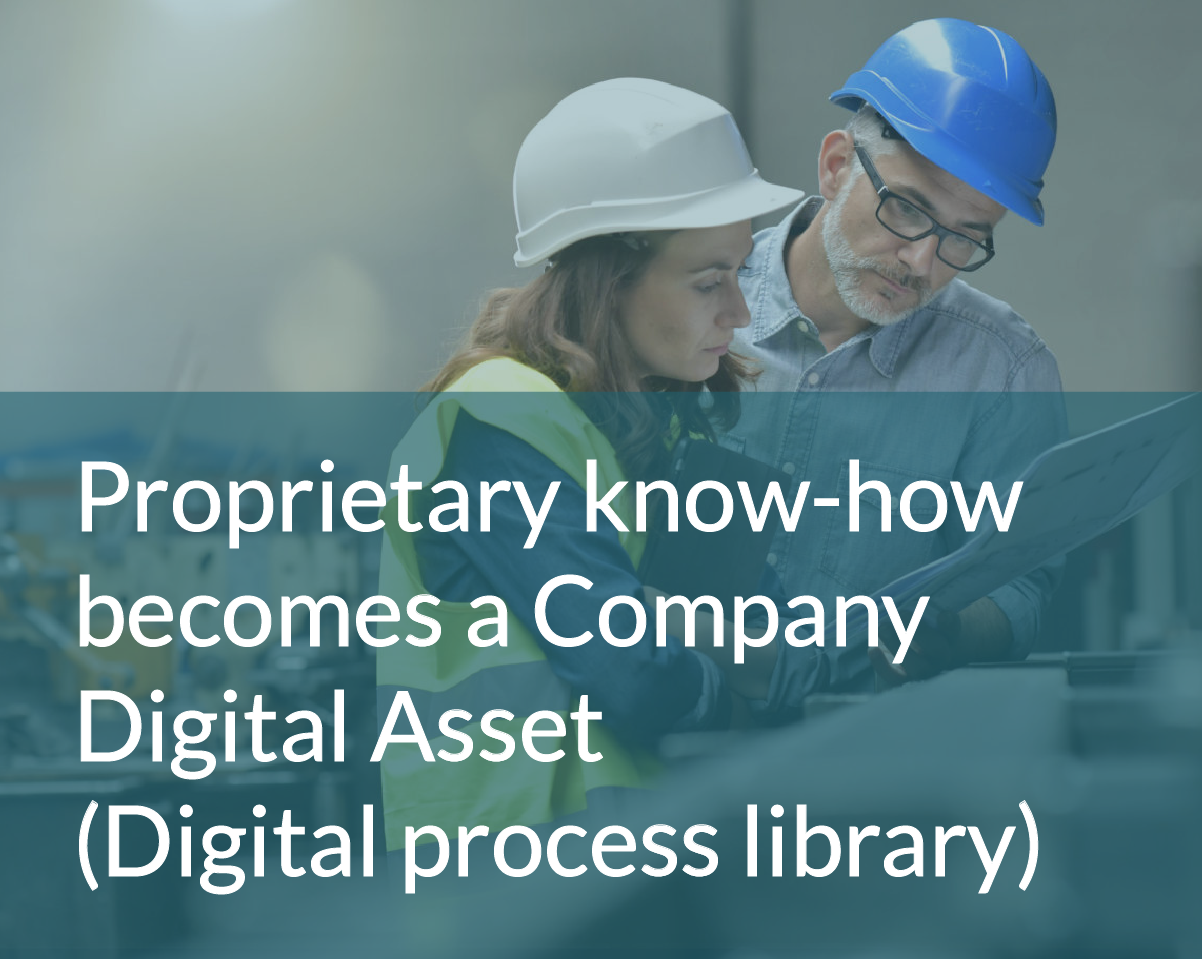 Proprietary know-how
becomes a Company
Digital Asset
(Digital process library)